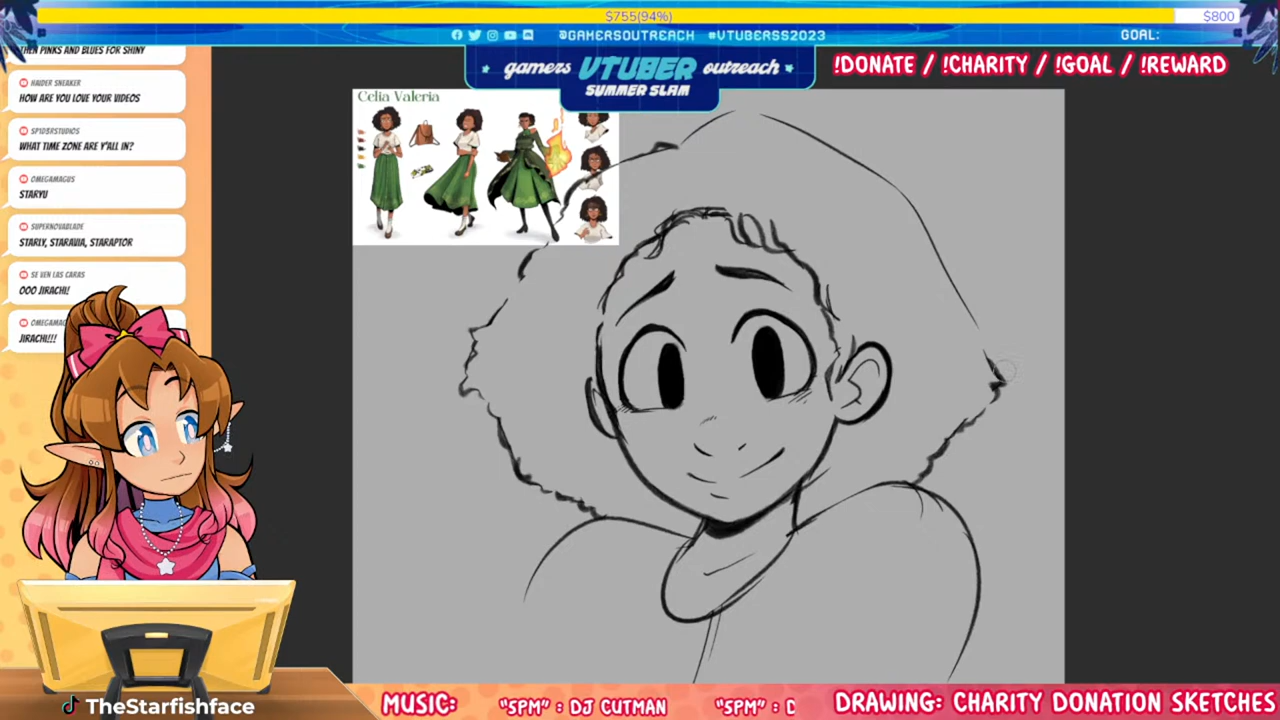 $755(94%)
$800
@GAMERSOUTREACH
#VTUBERSS2023
GOAL:
gamers VTUBER outreach
SUMMER SLAM
!DONATE / !CHARITY / !GOAL / !REWARD
THEN PINKS AND BLUES FOR SHINY
HAIDER SNEAKER
HOW ARE YOU LOVE YOUR VIDEOS
SP1D3RSTUDIOS
WHAT TIME ZONE ARE Y'ALL IN?
OMEGAMAGUS
STARYU
SUPERNOVABLADE
STARLY, STARAVIA, STARAPTOR
SE VEN LAS CARAS
OOO JIRACHI!
JIRACHI!!!
Celia Valeria
TheStarfishface
MUSIC:
"5PM" : DJ CUTMAN
"5PM" : D
DRAWING: CHARITY DONATION SKETCHES